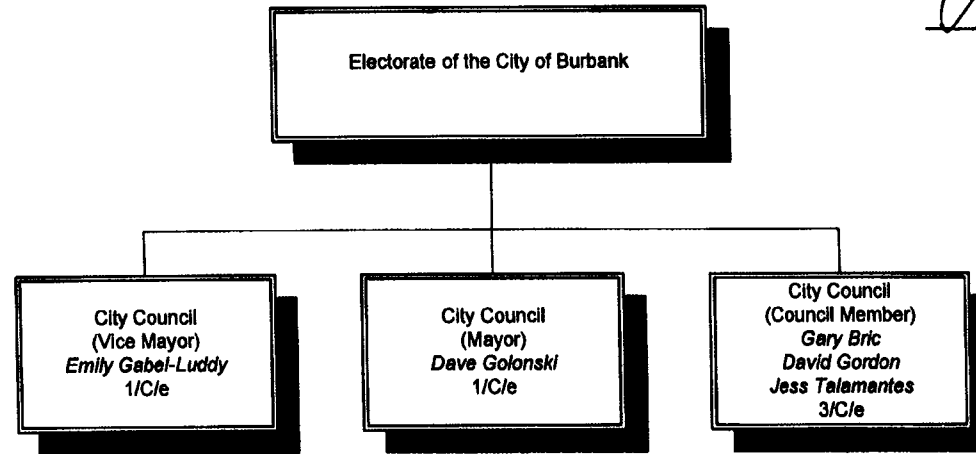 Electorate of the City of Burbank
City Council
(Vice Mayor)
Emily Gabel-Luddy
1/C/e
City Council
(Mayor)
Dave Golonski
1/C/e
City Council
(Council Member)
Gary Bric
David Gordon
Jess Talamantes
3/C/e